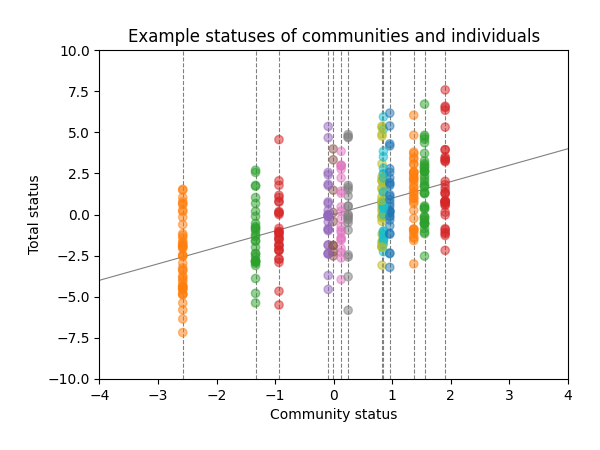 Example statuses of communities and individuals
10.0
7.5
5.0
2.5
0.0
−2.5
−5.0
−7.5
−10.0
Total status
−4 −3 −2 −1 0 1 2 3 4
Community status